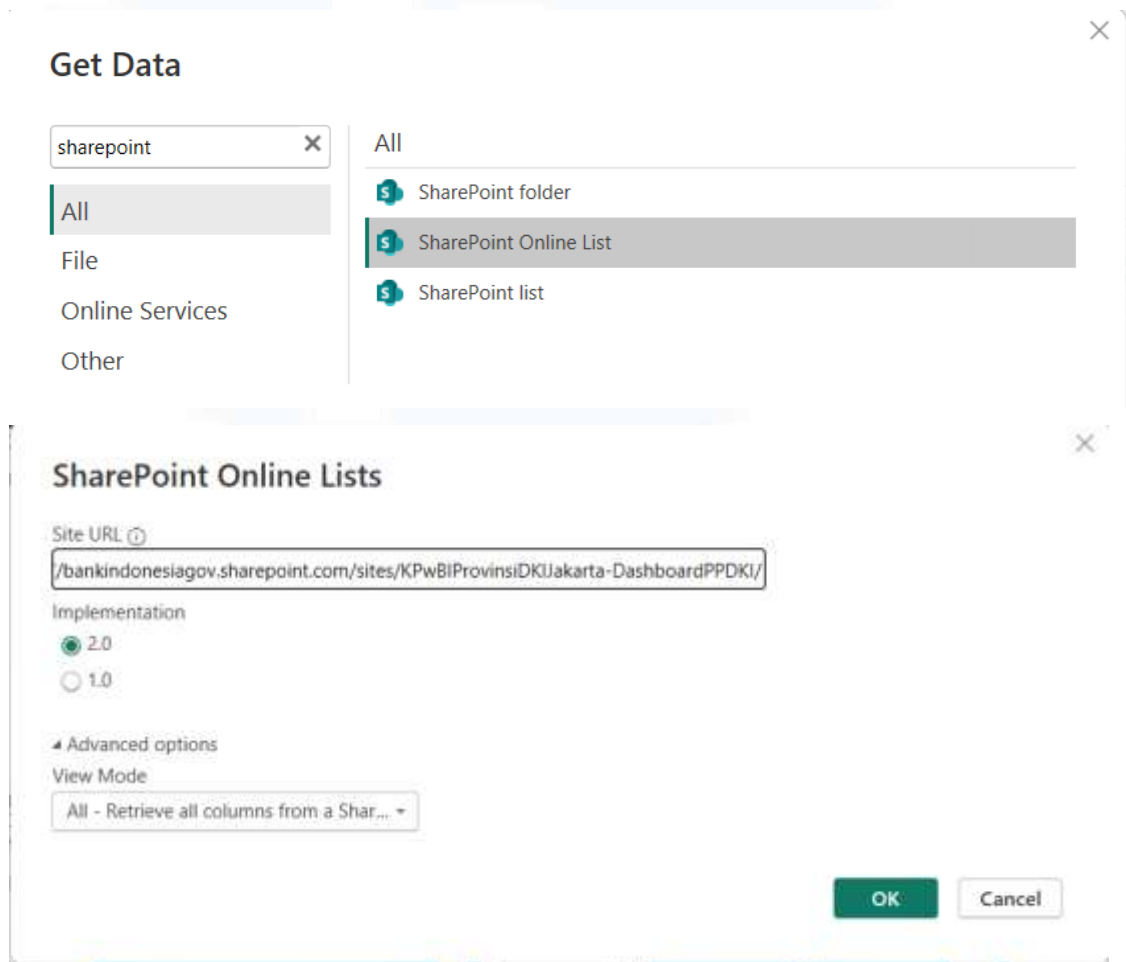 Get Data
sharepoint
All
File
Online Services
Other
All
SharePoint folder
SharePoint Online List
SharePoint list
SharePoint Online Lists
Site URL
/bankindonesiagov.sharepoint.com/sites/KPwBIProvinsiDKIJakarta-DashboardPPDKI/
Implementation
2.0
1.0
Advanced options
View Mode
All - Retrieve all columns from a Shar...
OK Cancel